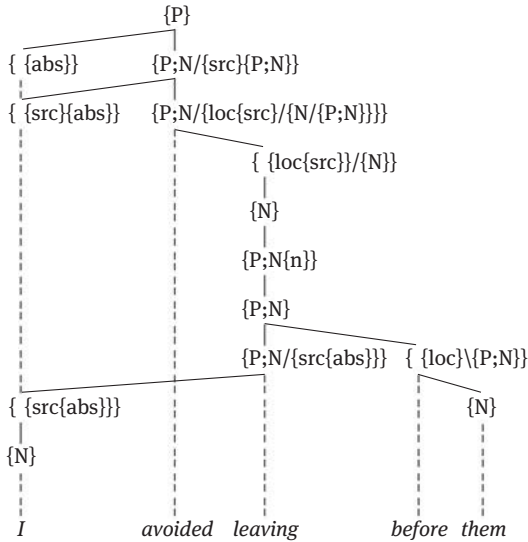 {P}
{ {abs}} {P;N/{src}{P;N}}
{ {src}{abs}} {P;N/{loc{src}/{N/{P;N}}}}
{ {loc{src}}/{N}}
{N}
{P;N{n}}
{P;N}
{P;N/{src{abs}}} { {loc}\{P;N}}
{ {src{abs}}} {N}
{N}
I avoided leaving before them